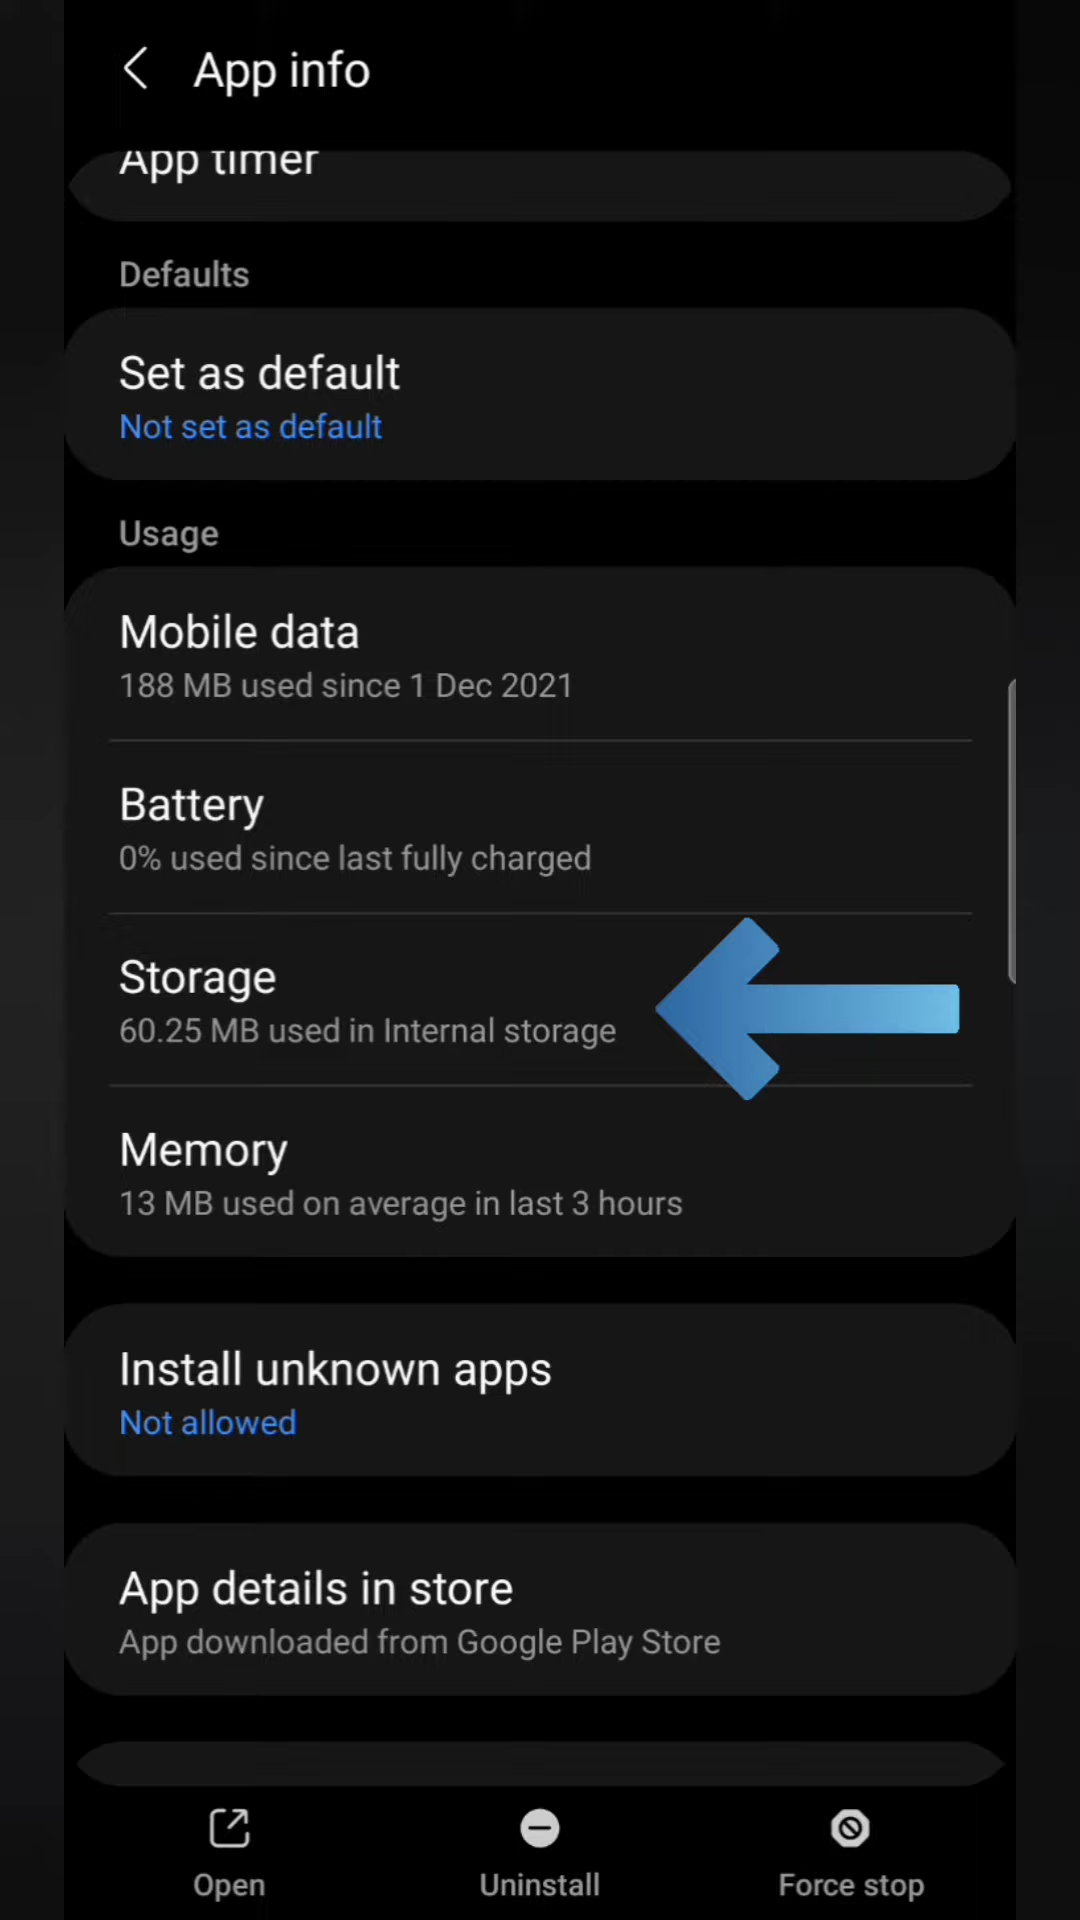 App info
App timer
Defaults
Set as default
Not set as default
Usage
Mobile data
188 MB used since 1 Dec 2021
Battery
0% used since last fully charged
Storage
60.25 MB used in Internal storage
Memory
13 MB used on average in last 3 hours
Install unknown apps
Not allowed
App details in store
App downloaded from Google Play Store
Open
Uninstall
Force stop